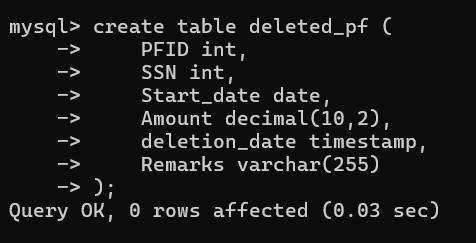 mysql> create table deleted_pf (
    ->     PFID int,
    ->     SSN int,
    ->     Start_date date,
    ->     Amount decimal(10,2),
    ->     deletion_date timestamp,
    ->     Remarks varchar(255)
    -> );
Query OK, 0 rows affected (0.03 sec)